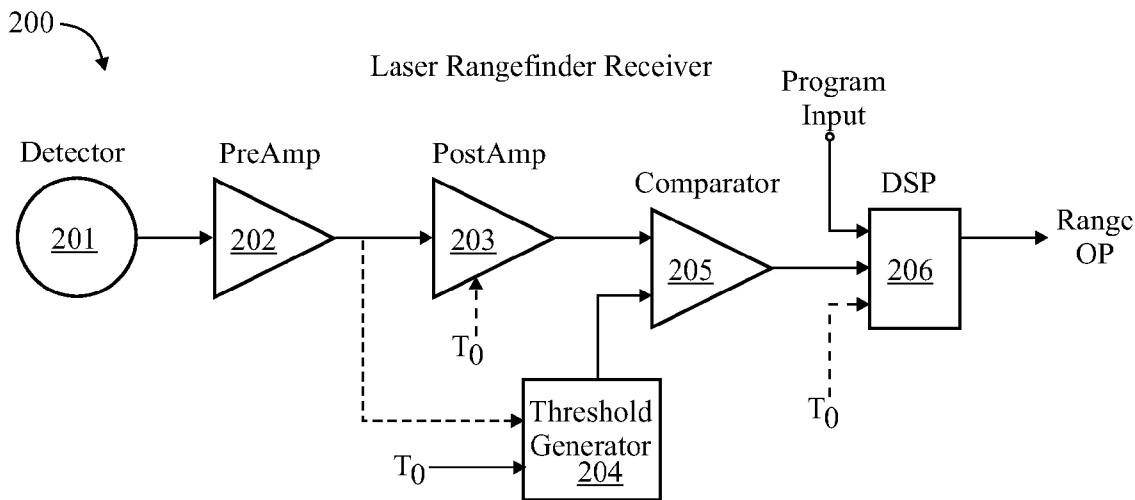 200
Laser Rangefinder Receiver
Program
Input
Detector
PreAmp
PostAmp
Comparator
DSP
201
202
203
205
206
Range
OP
T0
T0
Threshold
Generator
204
T0